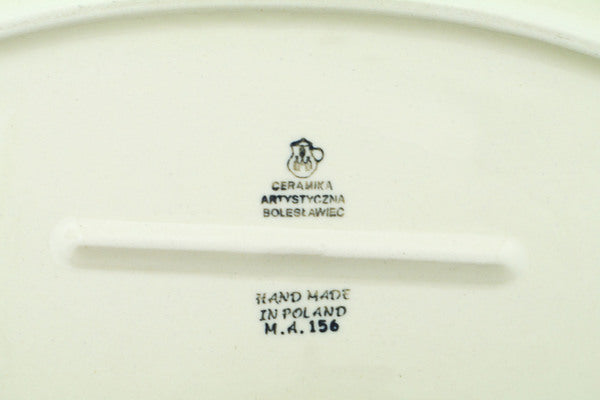 CERAMIKA
ARTYSTYCZNA
BOLESŁAWIEC
HAND MADE
IN POLAND
M.A.156